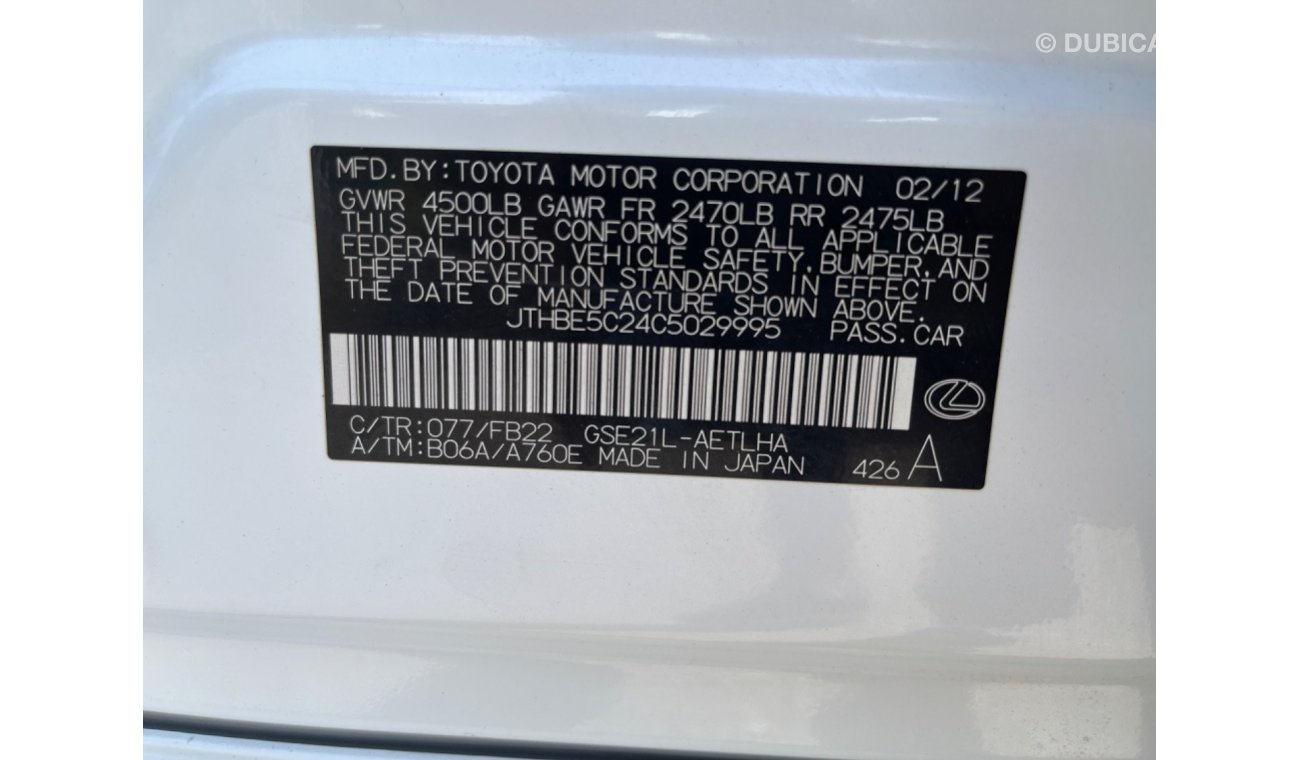 © DUBICA
MFD.BY:TOYOTA MOTOR CORPORATION 02/12
GVWR 4500LB GAWR FR 2470LB RR 2475LB
THIS VEHICLE CONFORMS TO ALL APPLICABLE
FEDERAL MOTOR VEHICLE SAFETY,BUMPER,AND
THEFT PREVENTION STANDARDS IN EFFECT ON
THE DATE OF MANUFACTURE SHOWN ABOVE.
JTHBE5C24C5029995 PASS.CAR
C/TR:077/FB22 GSE21L-AETLHA
A/TM:B06A/A760E MADE IN JAPAN 426 A